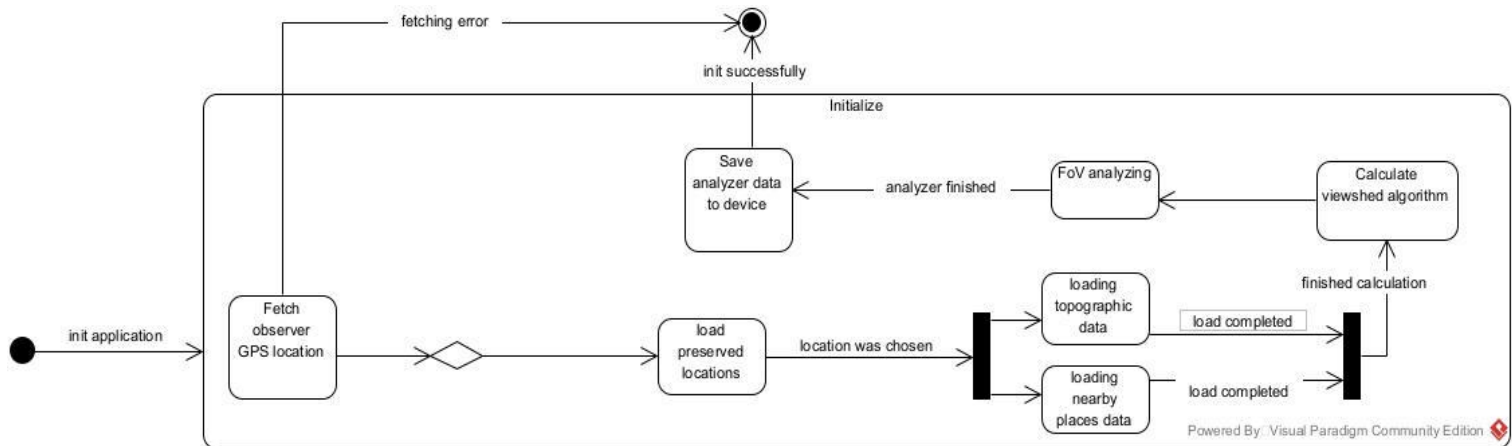 fetching error
init successfully
Initialize
Save
analyzer data
to device
analyzer finished
FoV analyzing
Calculate
viewshed algorithm
init application
Fetch
observer
GPS location
load
preserved
locations
location was chosen
loading
topographic
data
load completed
finished calculation
loading
nearby
places data
load completed
Powered By Visual Paradigm Community Edition